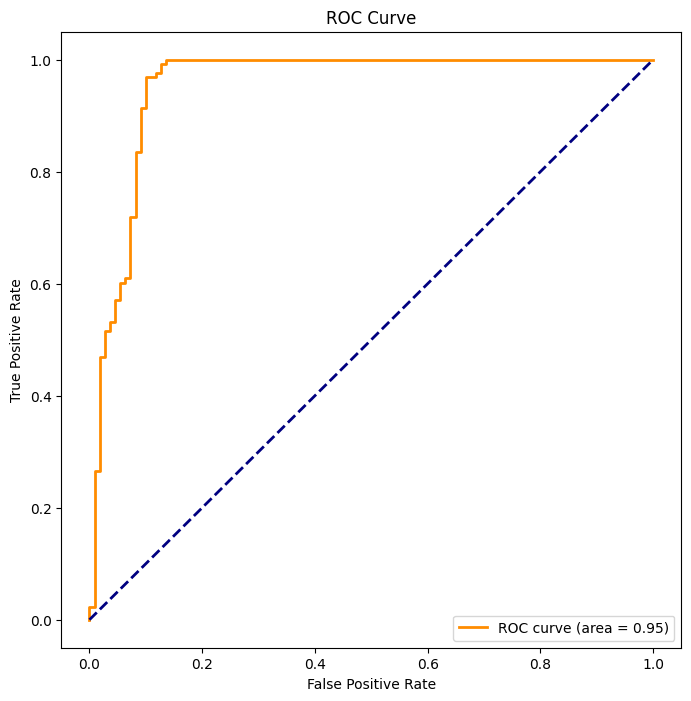 ROC Curve
1.0
0.8
0.6
0.4
0.2
0.0
True Positive Rate
ROC curve (area = 0.95)
0.0 0.2 0.4 0.6 0.8 1.0
False Positive Rate